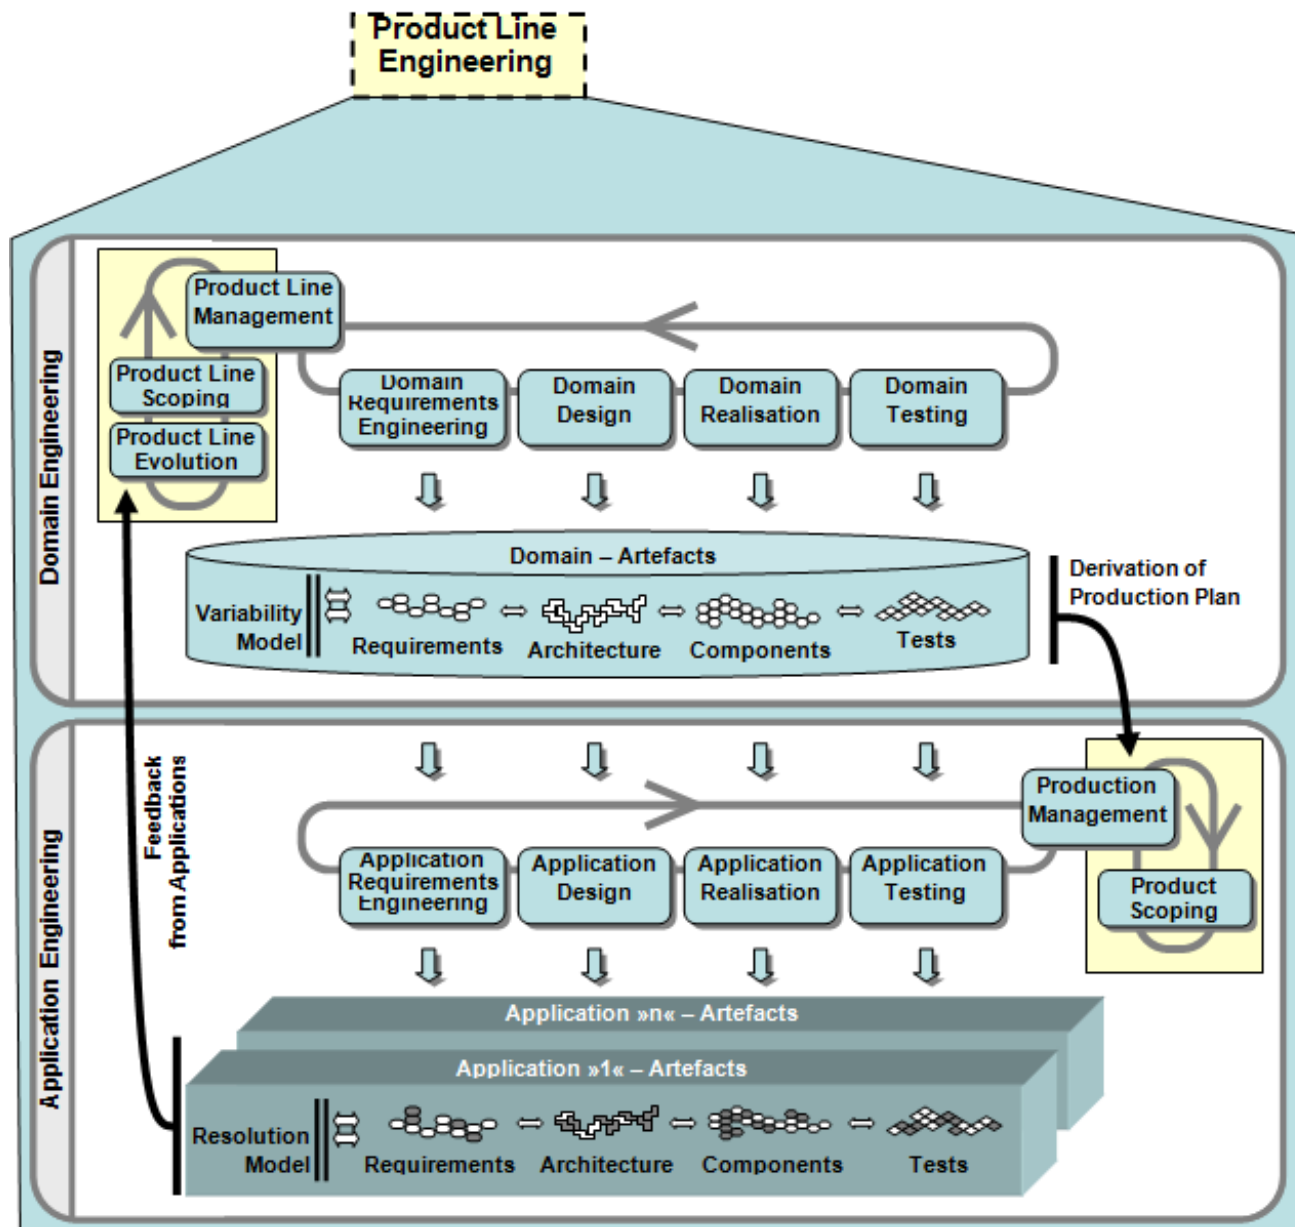 Product Line
Engineering
Domain Engineering
Product Line
Management
Product Line
Scoping
Product Line
Evolution
Domain
Requirements
Engineering
Domain
Design
Domain
Realisation
Domain
Testing
Domain – Artefacts
Variability
Model
Requirements
Architecture
Components
Tests
Derivation of
Production Plan
Application Engineering
Feedback
from Applications
Production
Management
Product
Scoping
Application
Requirements
Engineering
Application
Design
Application
Realisation
Application
Testing
Application »n« – Artefacts
Application »1« – Artefacts
Resolution
Model
Requirements
Architecture
Components
Tests